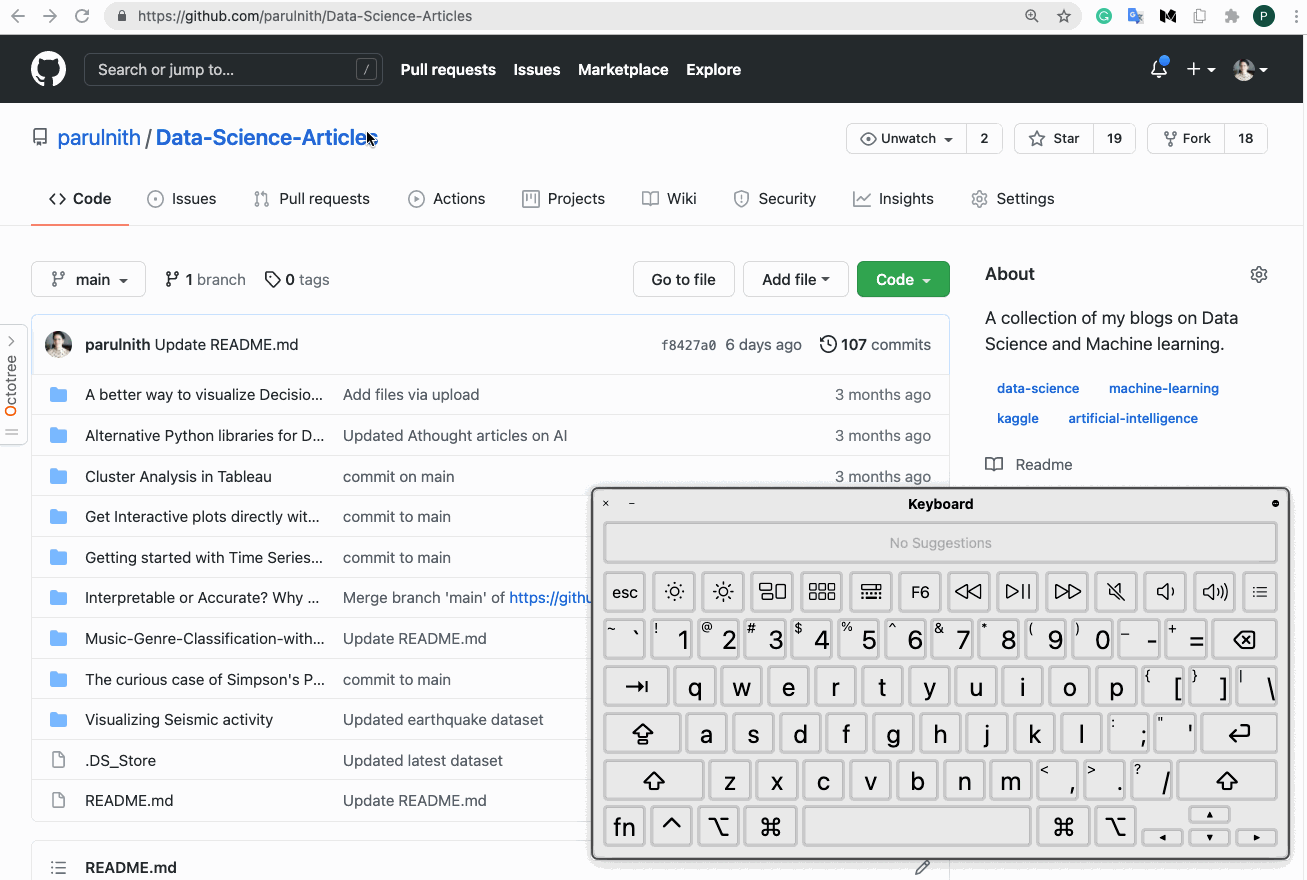 https://github.com/parulnith/Data-Science-Articles
P
Search or jump to... /
Pull requests Issues Marketplace Explore
parulnith / Data-Science-Articles
Unwatch 2 Star 19 Fork 18
Code Issues Pull requests Actions Projects Wiki Security Insights Settings
main 1 branch 0 tags Go to file Add file Code
About
A collection of my blogs on Data
Science and Machine learning.
data-science machine-learning
kaggle artificial-intelligence
Readme
Octotree
parulnith Update README.md f8427a0 6 days ago 107 commits
A better way to visualize Decisio... Add files via upload 3 months ago
Alternative Python libraries for D... Updated Athought articles on AI 3 months ago
Cluster Analysis in Tableau commit on main 3 months ago
Get Interactive plots directly wit... commit to main
Getting started with Time Series... commit to main
Interpretable or Accurate? Why ... Merge branch 'main' of https://githu
Music-Genre-Classification-with... Update README.md
The curious case of Simpson's P... commit to main
Visualizing Seismic activity Updated earthquake dataset
.DS_Store Updated latest dataset
README.md Update README.md
README.md
Keyboard
No Suggestions
esc F6
~ ` ! 1 @ 2 # 3 $ 4 % 5 ^ 6 & 7 * 8 ( 9 ) 0 _ - + =
q w e r t y u i o p { [ } ] | \
a s d f g h j k l : ; " '
z x c v b n m < , > . ? /
fn ^ ⌥ ⌘ ⌘ ⌥